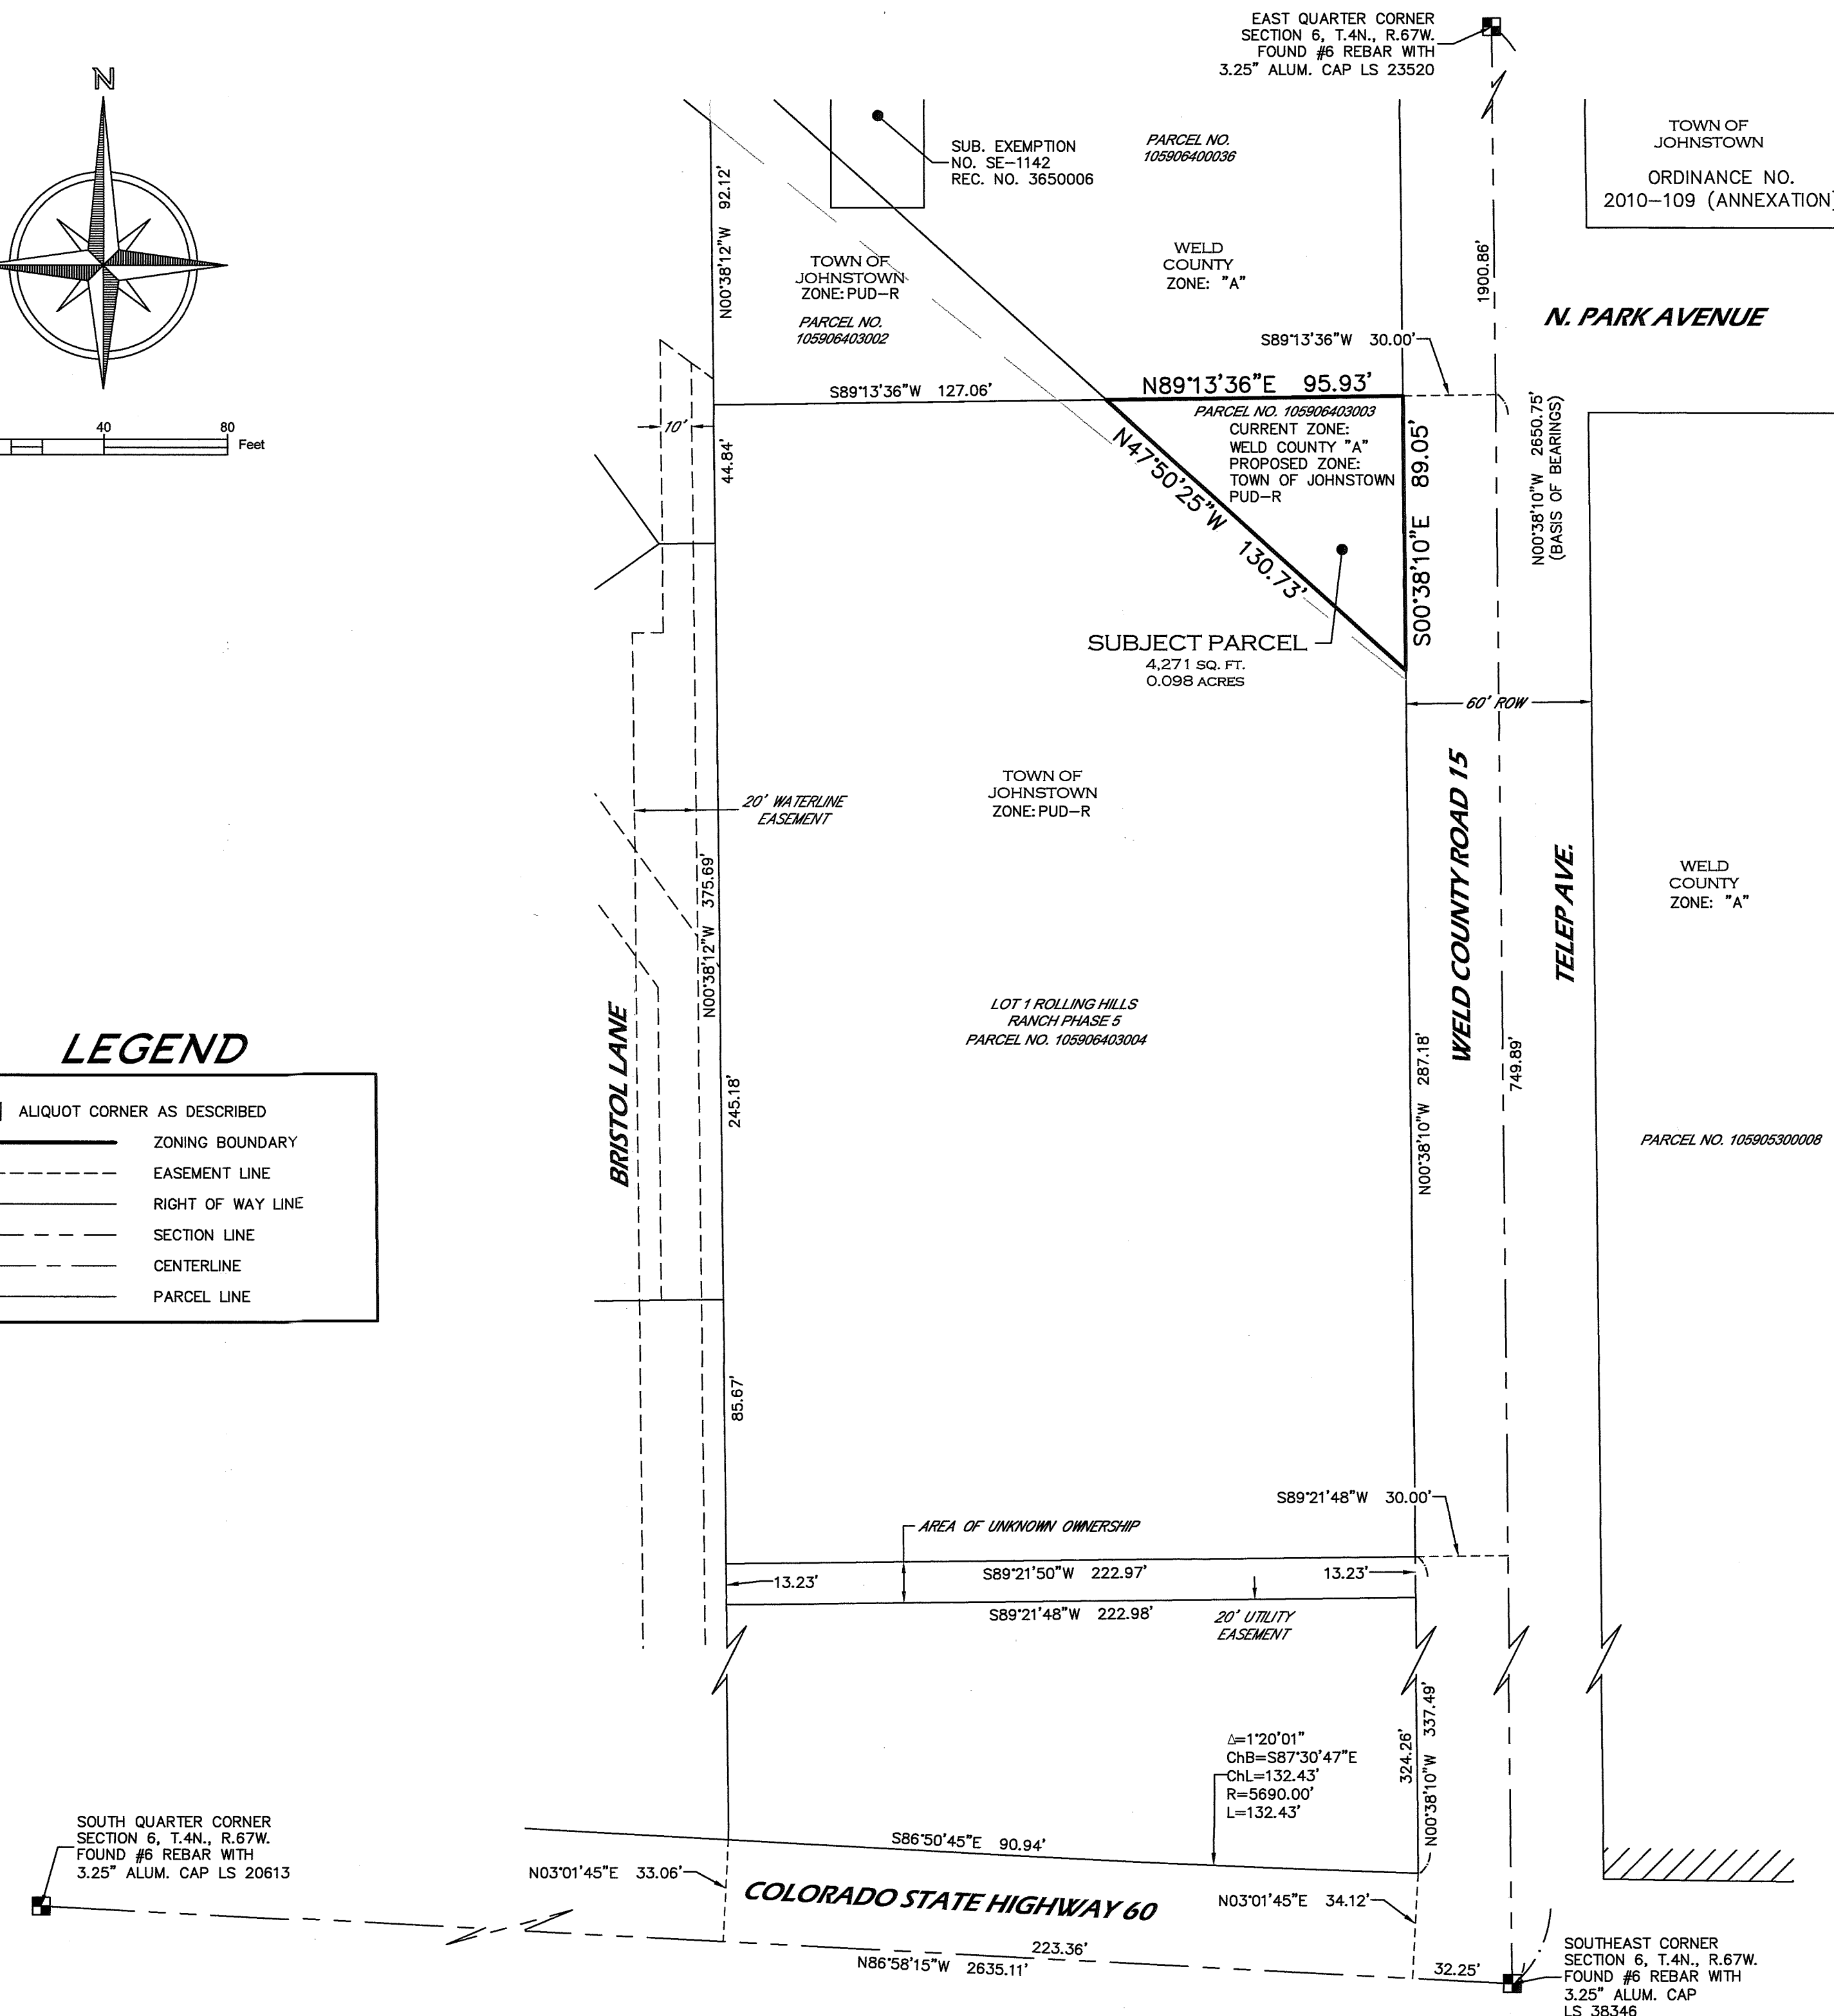 EAST QUARTER CORNER
SECTION 6, T.4N., R.67W.
FOUND #6 REBAR WITH
3.25" ALUM. CAP LS 23520
N
SUB. EXEMPTION
NO. SE-1142
REC. NO. 3650006
PARCEL NO.
105906400036
TOWN OF
JOHNSTOWN
ORDINANCE NO.
2010-109 (ANNEXATION)
N00°38'12"W 92.12'
TOWN OF
JOHNSTOWN
ZONE: PUD-R
PARCEL NO.
105906403002
WELD
COUNTY
ZONE: "A"
1900.86'
N. PARK AVENUE
S89°13'36"W 30.00'
S89°13'36"W 127.06'
N89°13'36"E 95.93'
PARCEL NO. 105906403003
CURRENT ZONE:
WELD COUNTY "A"
PROPOSED ZONE:
TOWN OF JOHNSTOWN
PUD-R
N47°50'25"W 130.73'
S00°38'10"E 89.05'
N00°38'10"W 2650.75'
(BASIS OF BEARINGS)
40
80
Feet
10'
44.84'
SUBJECT PARCEL
4,271 SQ. FT.
0.098 ACRES
60' ROW
TOWN OF
JOHNSTOWN
ZONE: PUD-R
20' WATERLINE
EASEMENT
N00°38'12"W 375.69'
WELD COUNTY ROAD 15
TELEP AVE.
WELD
COUNTY
ZONE: "A"
LOT 1 ROLLING HILLS
RANCH PHASE 5
PARCEL NO. 105906403004
BRISTOL LANE
245.18'
N00°38'10"W 287.18'
749.89'
PARCEL NO. 105905300008
LEGEND
ALIQUOT CORNER AS DESCRIBED
ZONING BOUNDARY
EASEMENT LINE
RIGHT OF WAY LINE
SECTION LINE
CENTERLINE
PARCEL LINE
85.67'
S89°21'48"W 30.00'
AREA OF UNKNOWN OWNERSHIP
13.23'
S89°21'50"W 222.97'
13.23'
S89°21'48"W 222.98'
20' UTILITY
EASEMENT
Δ=1°20'01"
ChB=S87°30'47"E
ChL=132.43'
R=5690.00'
L=132.43'
324.26'
N00°38'10"W 337.49'
SOUTH QUARTER CORNER
SECTION 6, T.4N., R.67W.
FOUND #6 REBAR WITH
3.25" ALUM. CAP LS 20613
S86°50'45"E 90.94'
N03°01'45"E 33.06'
COLORADO STATE HIGHWAY 60
N03°01'45"E 34.12'
223.36'
N86°58'15"W 2635.11'
32.25'
SOUTHEAST CORNER
SECTION 6, T.4N., R.67W.
FOUND #6 REBAR WITH
3.25" ALUM. CAP
LS 38346